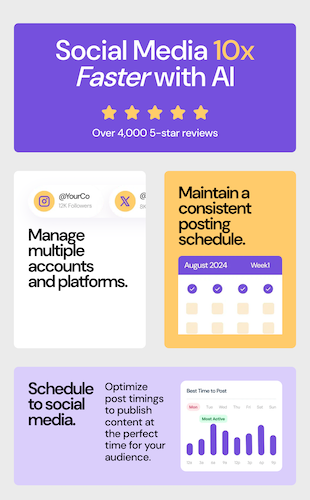 Social Media 10x
Faster with AI
Over 4,000 5-star reviews
@YourCo
12K Followers
Manage
multiple
accounts
and platforms.
Maintain a
consistent
posting
schedule.
August 2024 Week1
Schedule
to social
media.
Optimize
post timings
to publish
content at
the perfect
time for your
audience.
Best Time to Post
Mon Tue Wed Thu Fri Sat Sun
Most Active